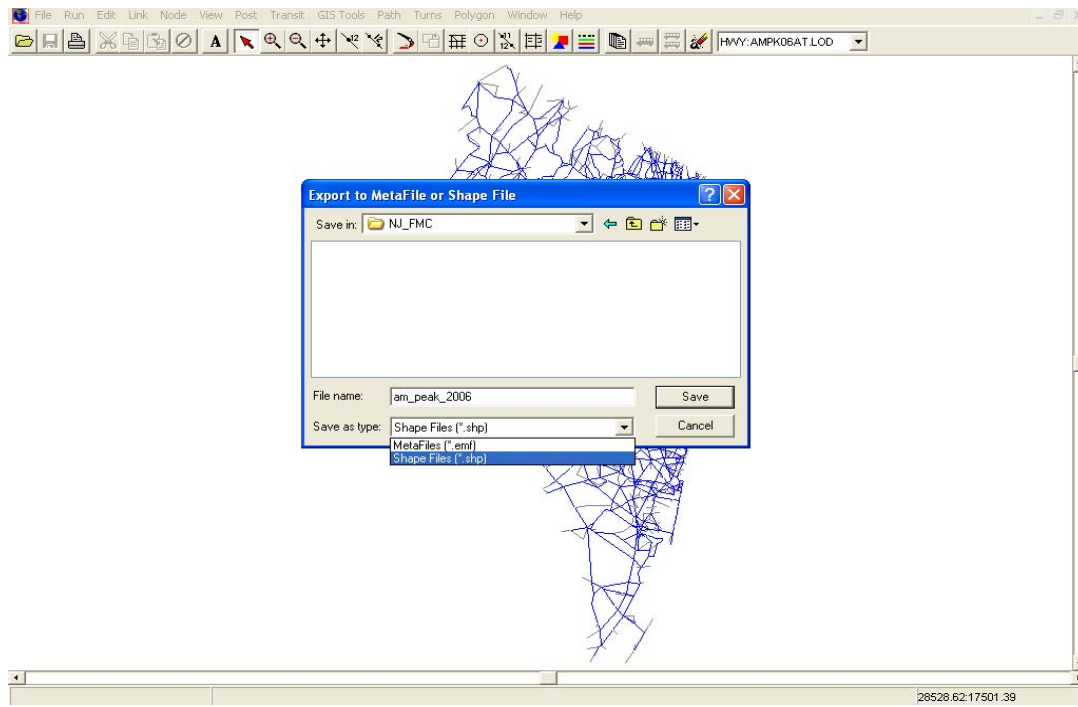 File Run Edit Link Node View Post Transit GIS Tools Path Turns Polygon Window Help
A HWY:AMPK06AT.LOD
Export to MetaFile or Shape File
Save in: NJ_FMC
File name: am_peak_2006 Save
Save as type: Shape Files (*.shp) Cancel
MetaFiles (*.emf)
Shape Files (*.shp)
28528.62:17501.39